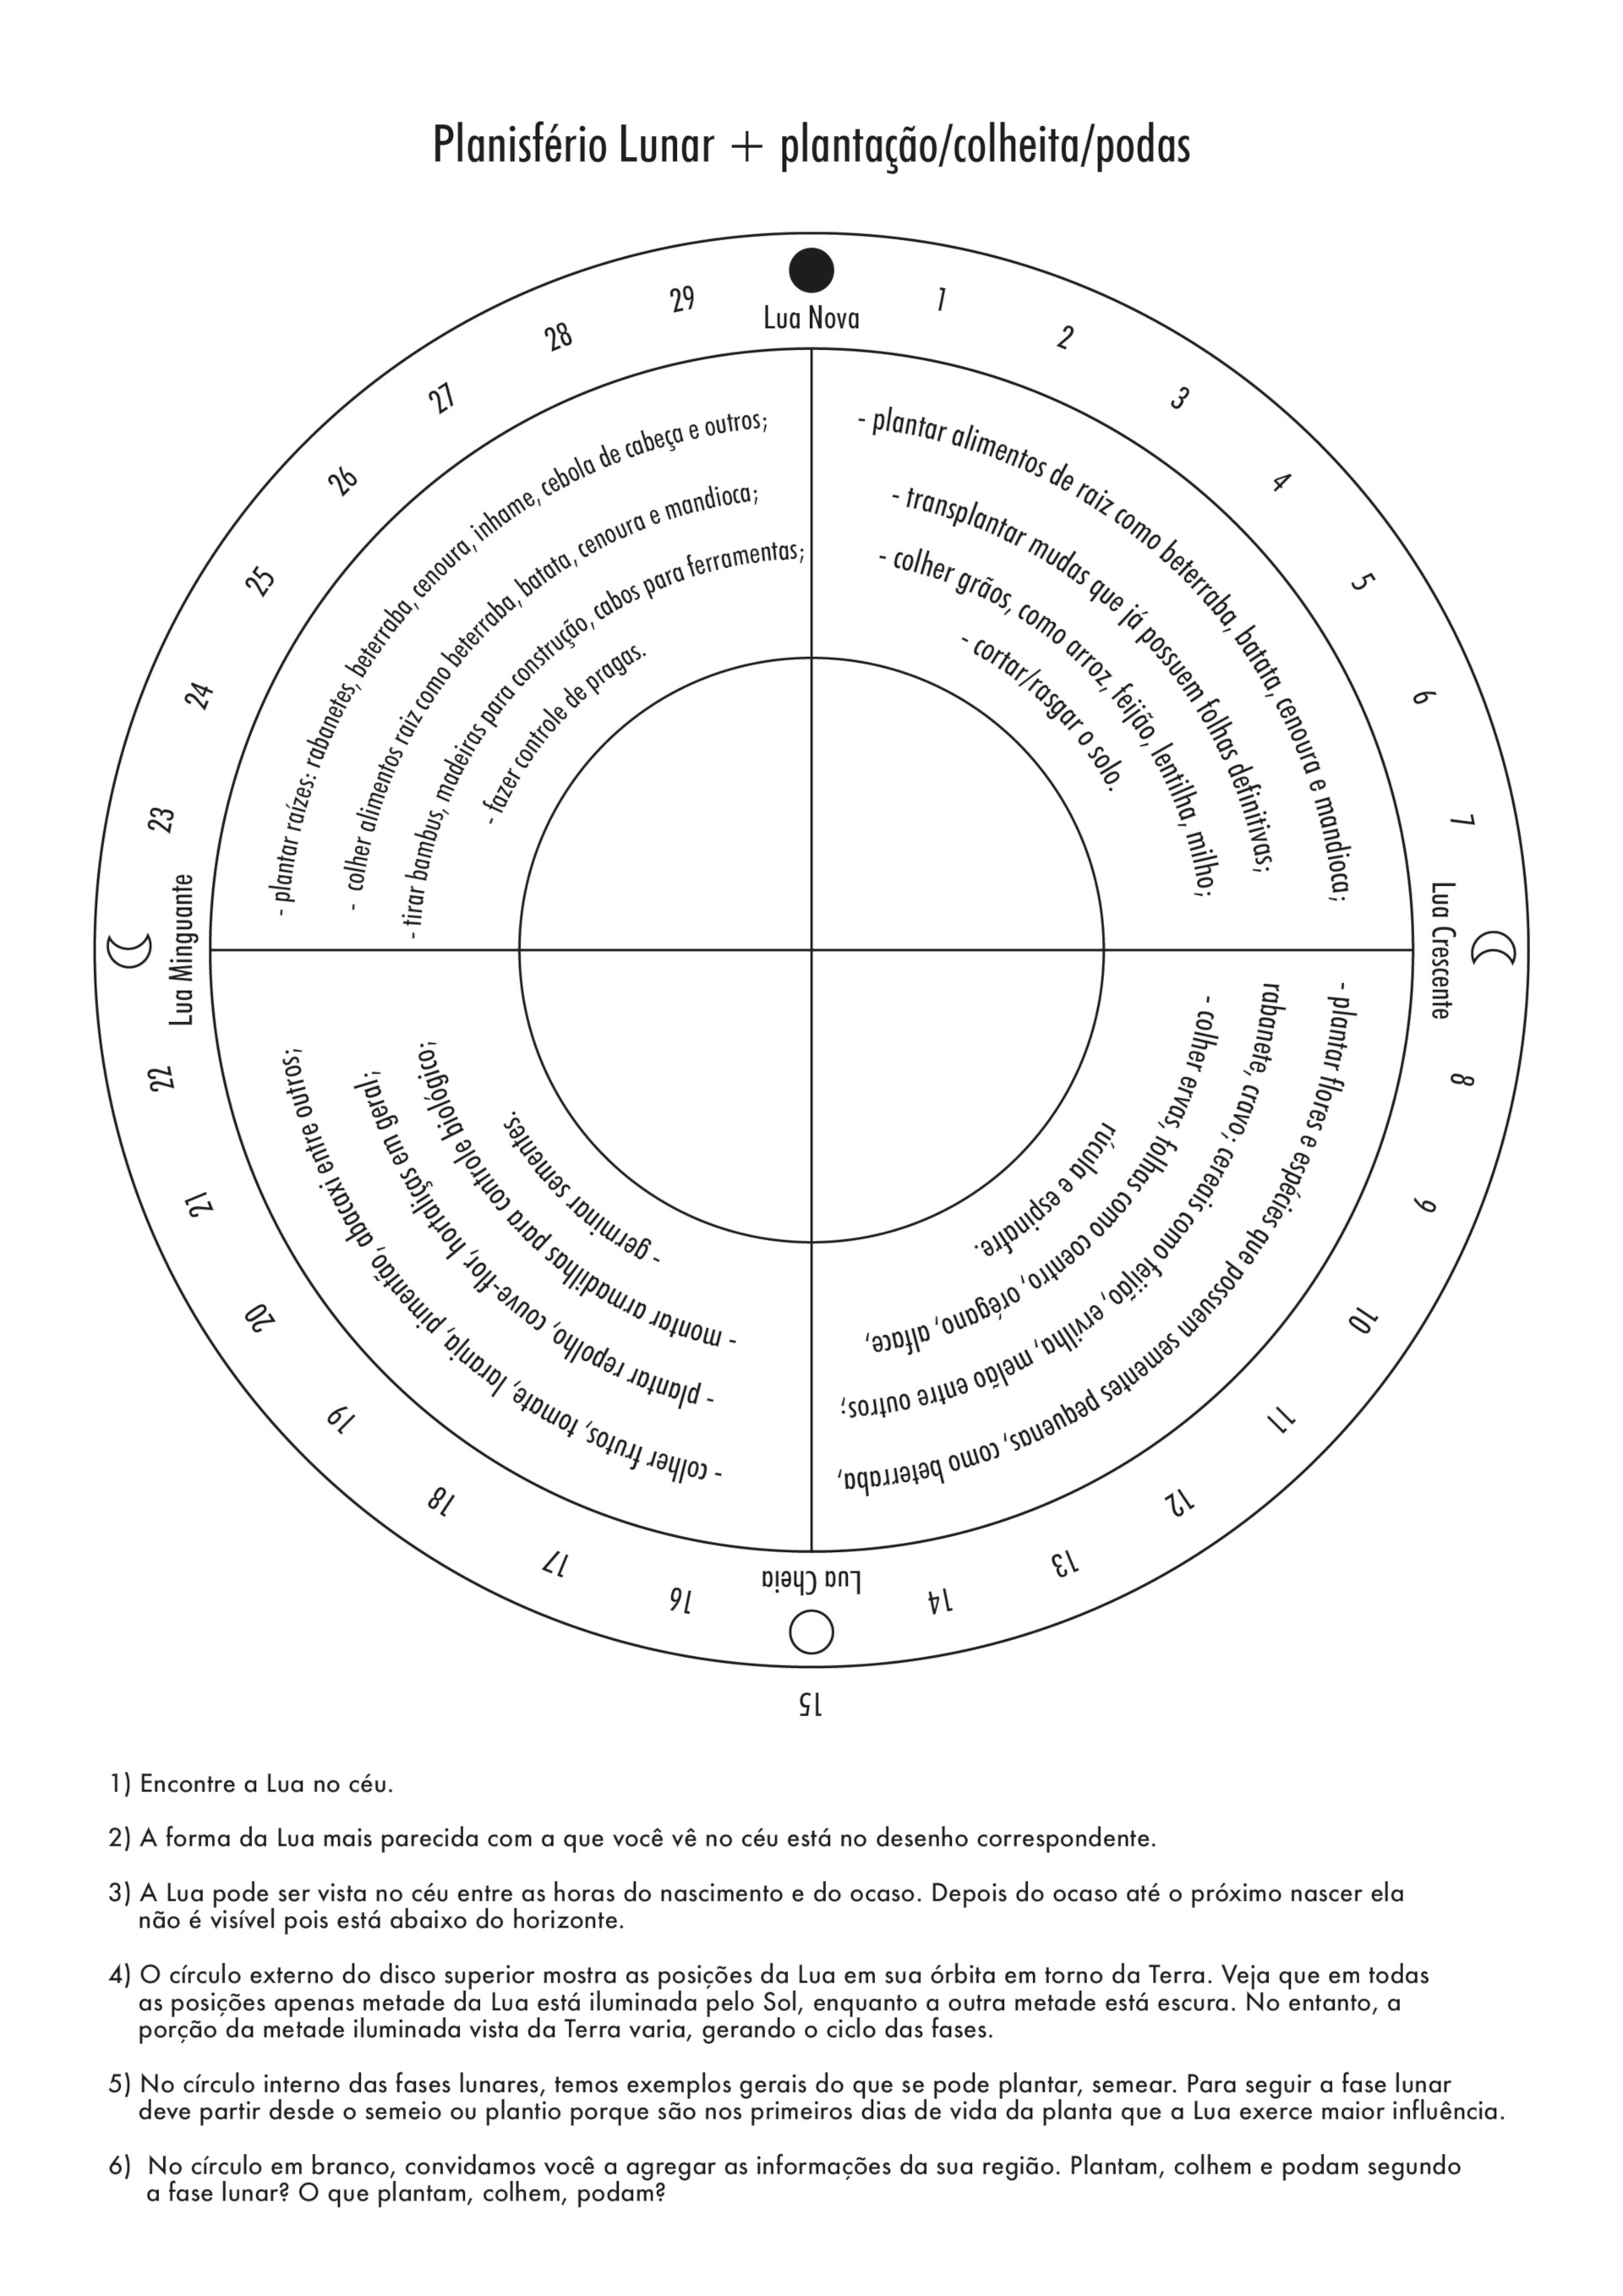 Planisfério Lunar + plantação/colheita/podas
Lua Nova
1
2
3
4
5
6
7
Lua Crescente
8
9
10
11
12
13
14
Lua Cheia
15
16
17
18
19
20
21
22
Lua Minguante
23
24
25
26
27
28
29
- plantar alimentos de raiz como beterraba, batata, cenoura e mandioca;
- transplantar mudas que já possuem folhas definitivas;
- colher grãos, como arroz, feijão, lentilha, milho;
- cortar/rasgar o solo.
- plantar flores e espécies que possuem sementes pequenas, como beterraba,
rabanete, cravo; cereais como feijão, ervilha, melão entre outros;
- colher ervas, folhas como coentro, orégano, alface,
rúcula e espinafre.
- colher frutos, tomate, laranja, pimentão, abacaxi entre outros;
- plantar repolho, couve-flor, hortaliças em geral;
- montar armadilhas para controle biológico;
- germinar sementes.
- plantar raízes: rabanetes, beterraba, cenoura, inhame, cebola de cabeça e outros;
- colher alimentos raiz como beterraba, batata, cenoura e mandioca;
- tirar bambus, madeiras para construção, cabos para ferramentas;
- fazer controle de pragas.
1) Encontre a Lua no céu.
2) A forma da Lua mais parecida com a que você vê no céu está no desenho correspondente.
3) A Lua pode ser vista no céu entre as horas do nascimento e do ocaso. Depois do ocaso até o próximo nascer ela
não é visível pois está abaixo do horizonte.
4) O círculo externo do disco superior mostra as posições da Lua em sua órbita em torno da Terra. Veja que em todas
as posições apenas metade da Lua está iluminada pelo Sol, enquanto a outra metade está escura. No entanto, a
porção da metade iluminada vista da Terra varia, gerando o ciclo das fases.
5) No círculo interno das fases lunares, temos exemplos gerais do que se pode plantar, semear. Para seguir a fase lunar
deve partir desde o semeio ou plantio porque são nos primeiros dias de vida da planta que a Lua exerce maior influência.
6) No círculo em branco, convidamos você a agregar as informações da sua região. Plantam, colhem e podam segundo
a fase lunar? O que plantam, colhem, podam?